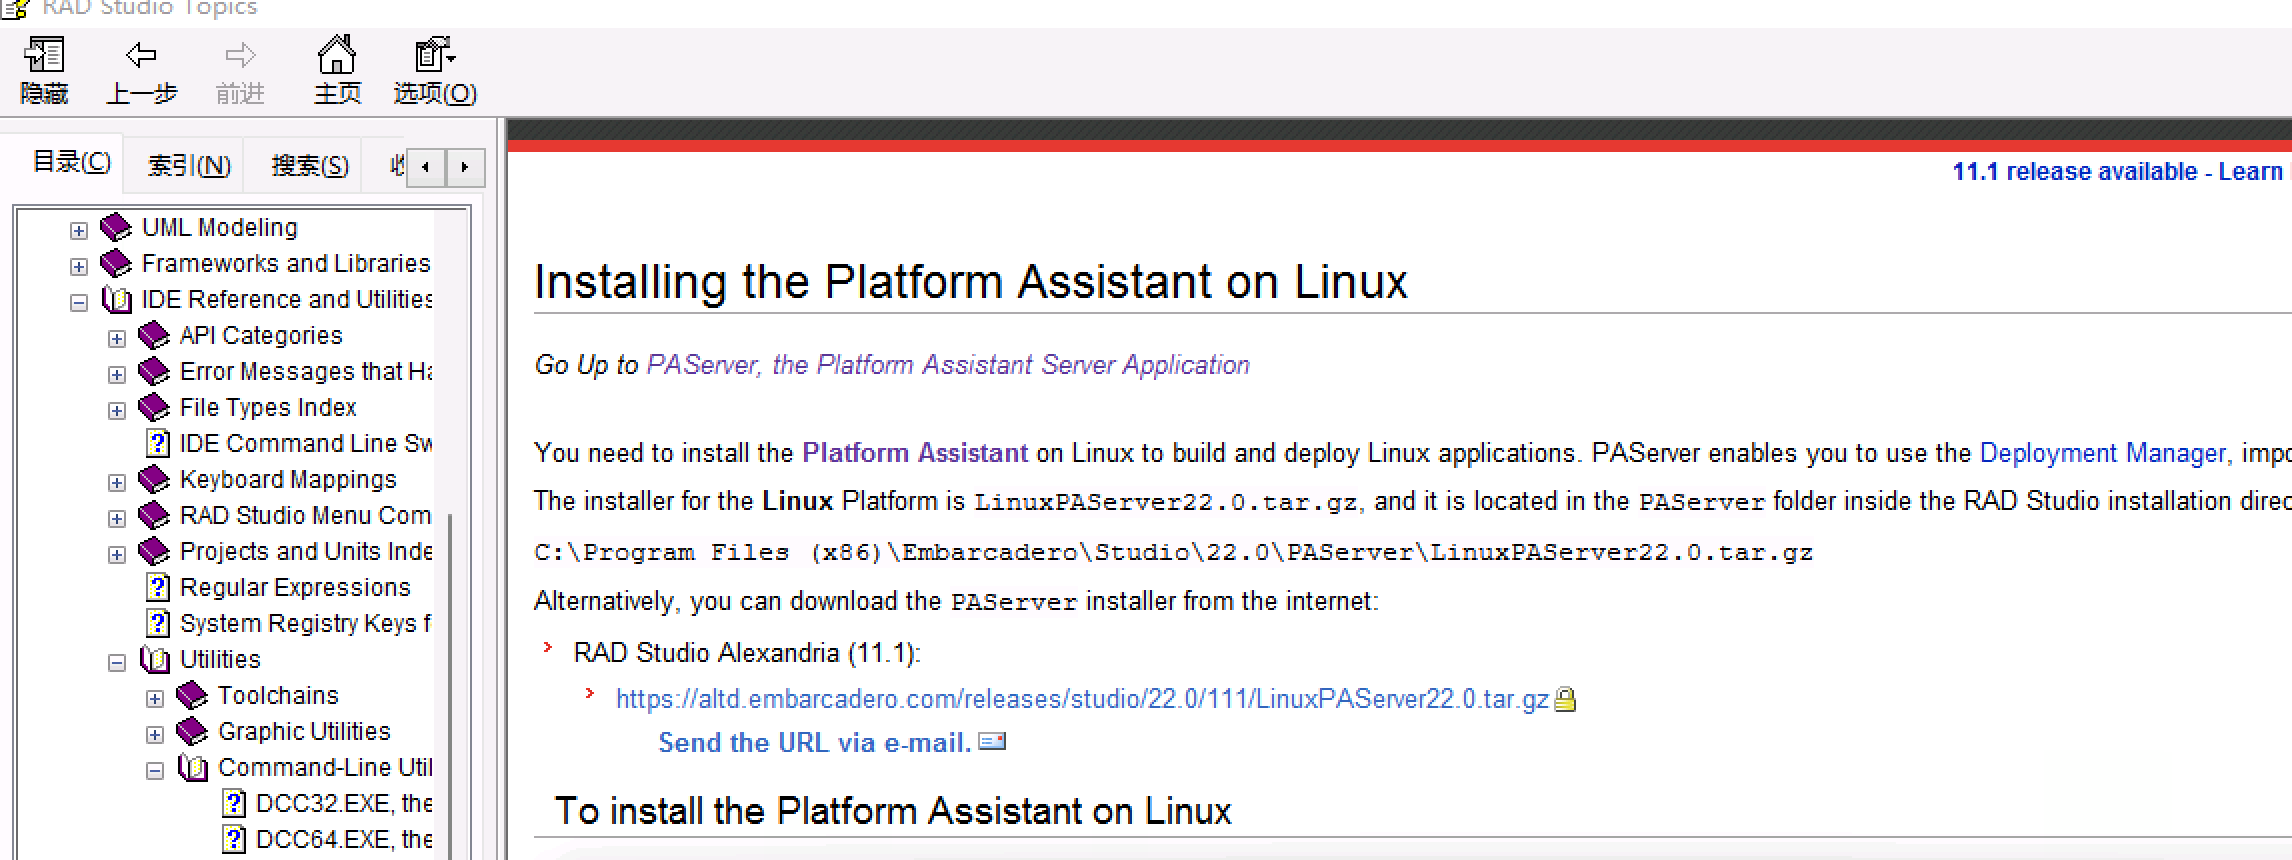 RAD Studio Topics
隐藏 上一步 前进 主页 选项(O)
目录(C) 索引(N) 搜索(S)
11.1 release available - Learn
UML Modeling
Frameworks and Libraries
IDE Reference and Utilities
API Categories
Error Messages that Ha
File Types Index
IDE Command Line Sw
Keyboard Mappings
RAD Studio Menu Com
Projects and Units Inde
Regular Expressions
System Registry Keys f
Utilities
Toolchains
Graphic Utilities
Command-Line Util
DCC32.EXE, the
DCC64.EXE, the
Installing the Platform Assistant on Linux
Go Up to PAServer, the Platform Assistant Server Application
You need to install the Platform Assistant on Linux to build and deploy Linux applications. PAServer enables you to use the Deployment Manager, impo
The installer for the Linux Platform is LinuxPAServer22.0.tar.gz, and it is located in the PAServer folder inside the RAD Studio installation direc
C:\Program Files (x86)\Embarcadero\Studio\22.0\PAServer\LinuxPAServer22.0.tar.gz
Alternatively, you can download the PAServer installer from the internet:
RAD Studio Alexandria (11.1):
https://altd.embarcadero.com/releases/studio/22.0/111/LinuxPAServer22.0.tar.gz
Send the URL via e-mail.
To install the Platform Assistant on Linux